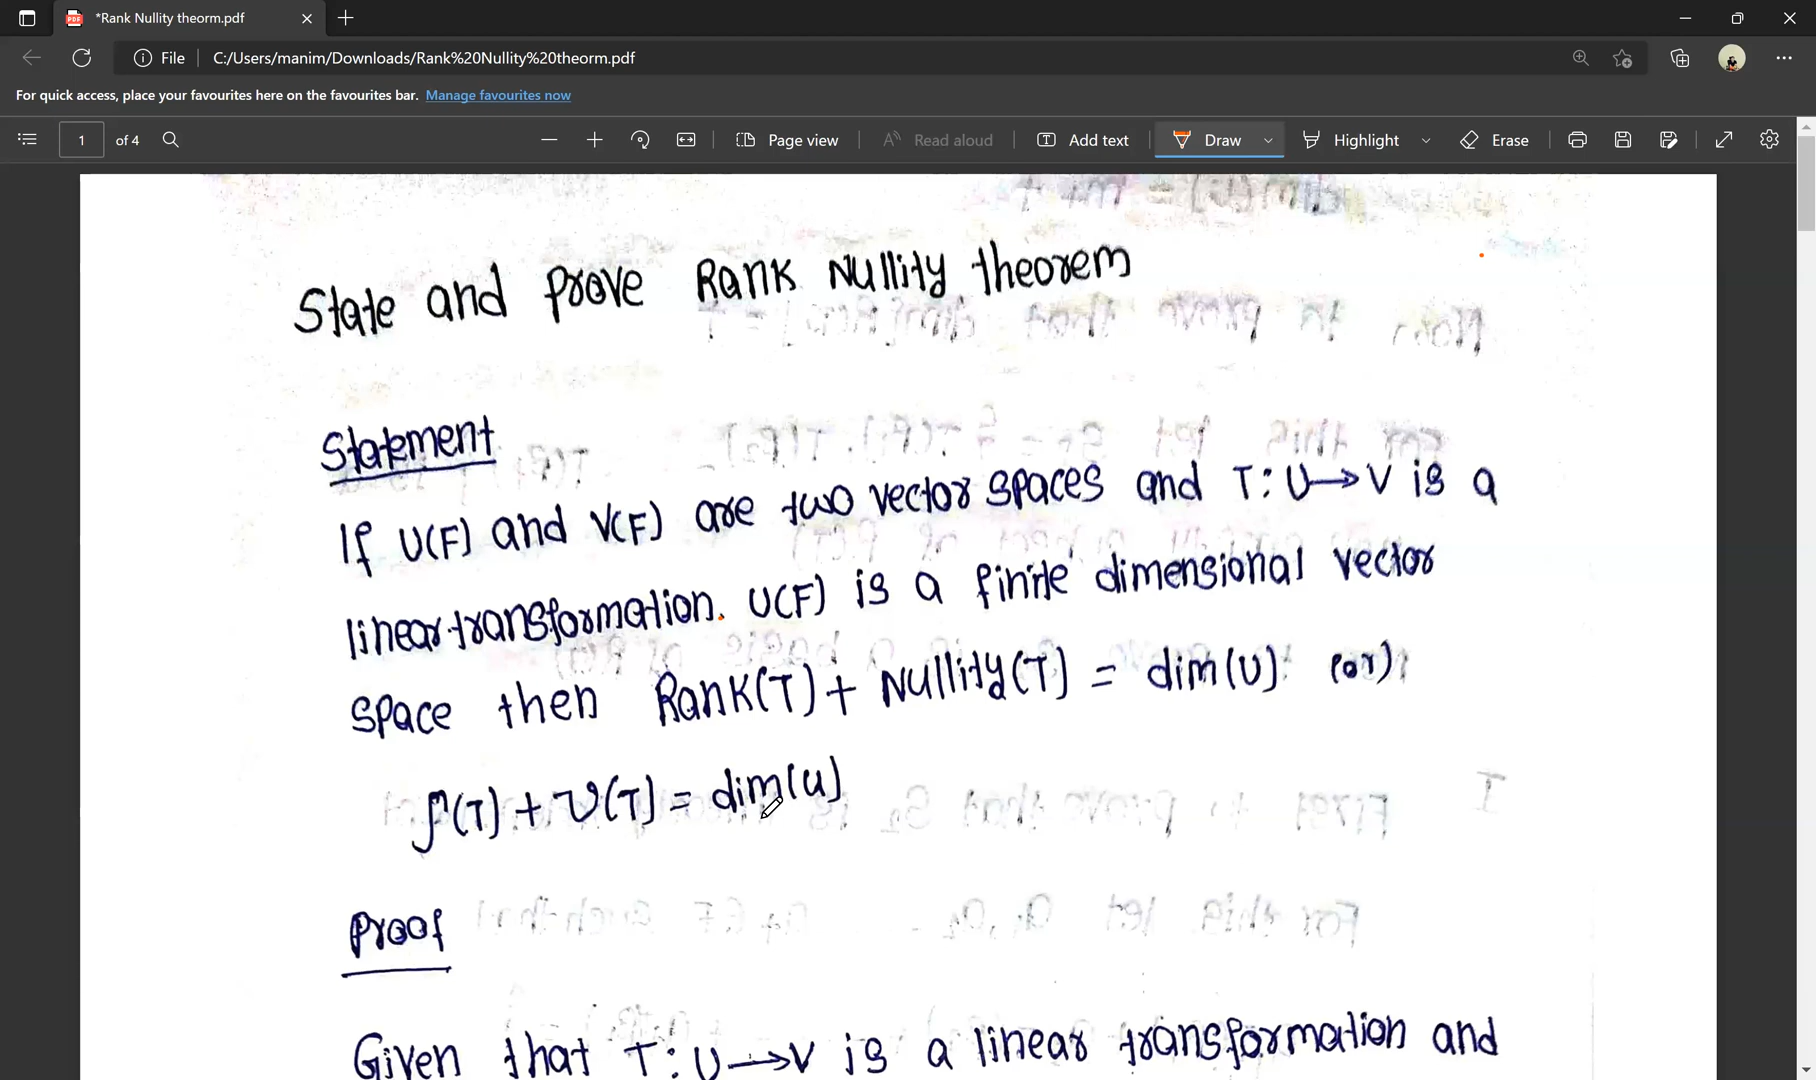 *Rank Nullity theorm.pdf
File C:/Users/manim/Downloads/Rank%20Nullity%20theorm.pdf
For quick access, place your favourites here on the favourites bar. Manage favourites now
1 of 4 Page view Read aloud Add text Draw Highlight Erase
State and Prove Rank Nullity theorem
Statement
If U(F) and V(F) are two vector spaces and T: U→V is a
linear transformation. U(F) is a finite dimensional vector
space then Rank(T) + Nullity(T) = dim(U) (or)
ρ(T) + ν(T) = dim(U)
Proof
Given that T: U→V is a linear transformation and